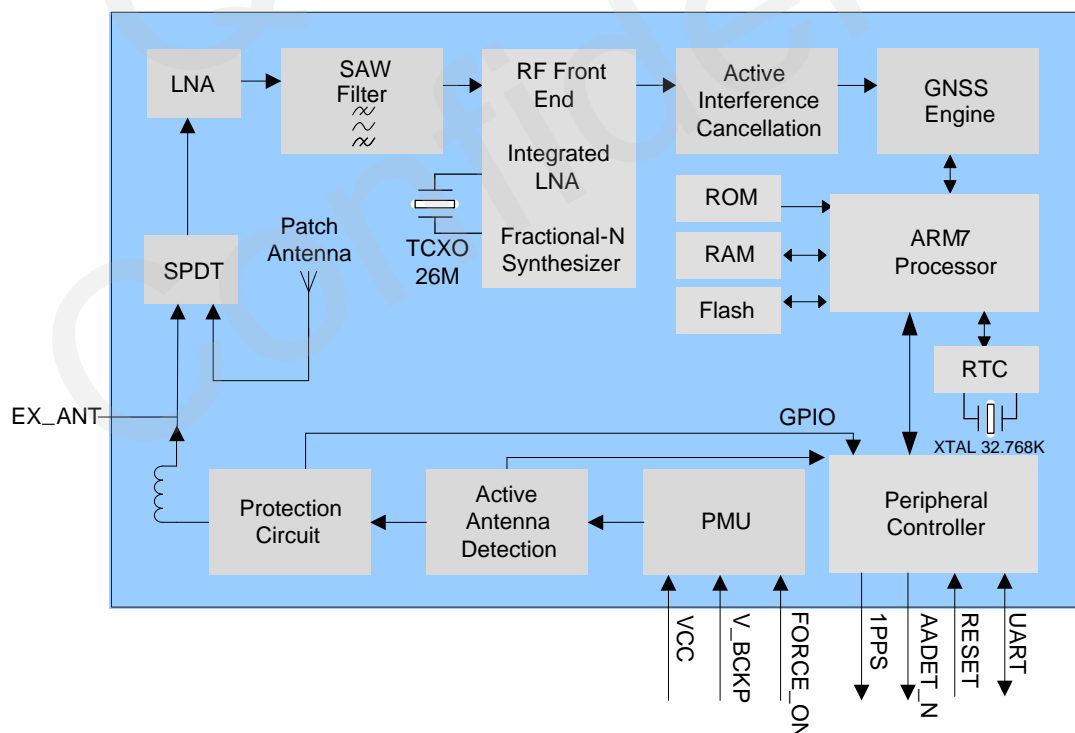 LNA
SAW
Filter
RF Front
End
Integrated
LNA
Fractional-N
Synthesizer
Active
Interference
Cancellation
GNSS
Engine
TCXO
26M
Patch
Antenna
SPDT
ROM
RAM
Flash
ARM7
Processor
RTC
XTAL 32.768K
EX_ANT
GPIO
Protection
Circuit
Active
Antenna
Detection
PMU
Peripheral
Controller
VCC
V_BCKP
FORCE_ON
1PPS
AADET_N
RESET
UART